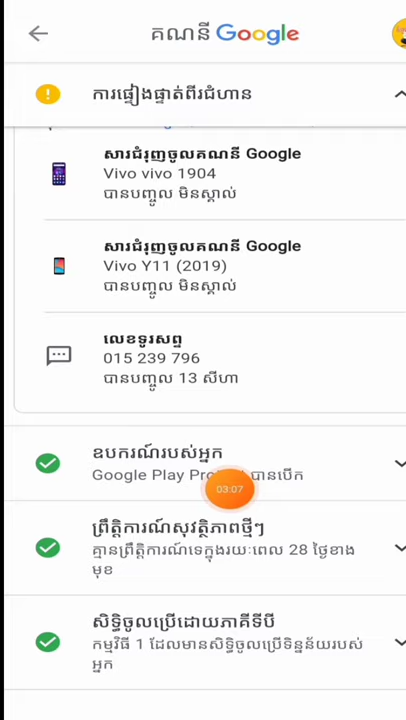 គណនី Google
ការផ្ទៀងផ្ទាត់ពីរជំហាន
សារជំរុញចូលគណនី Google
Vivo vivo 1904
បានបញ្ចូល មិនស្គាល់
សារជំរុញចូលគណនី Google
Vivo Y11 (2019)
បានបញ្ចូល មិនស្គាល់
លេខទូរសព្ទ
015 239 796
បានបញ្ចូល 13 សីហា
ឧបករណ៍របស់អ្នក
Google Play បានបើក
03:07
ព្រឹត្តិការណ៍សុវត្ថិភាពថ្មីៗ
គ្មានព្រឹត្តិការណ៍ទេក្នុងរយៈពេល 28 ថ្ងៃខាង
មុខ
សិទ្ធិចូលប្រើដោយភាគីទីបី
កម្មវិធី 1 ដែលមានសិទ្ធិចូលប្រើទិន្នន័យរបស់
អ្នក